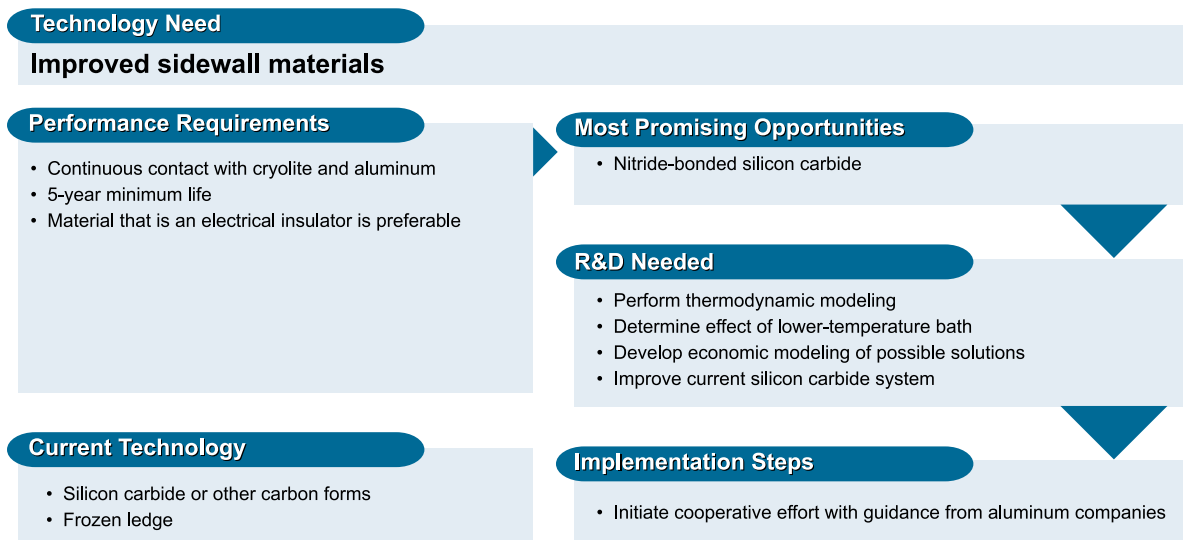 Technology Need
Improved sidewall materials
Performance Requirements
• Continuous contact with cryolite and aluminum
• 5-year minimum life
• Material that is an electrical insulator is preferable
Most Promising Opportunities
• Nitride-bonded silicon carbide
R&D Needed
• Perform thermodynamic modeling
• Determine effect of lower-temperature bath
• Develop economic modeling of possible solutions
• Improve current silicon carbide system
Current Technology
• Silicon carbide or other carbon forms
• Frozen ledge
Implementation Steps
• Initiate cooperative effort with guidance from aluminum companies